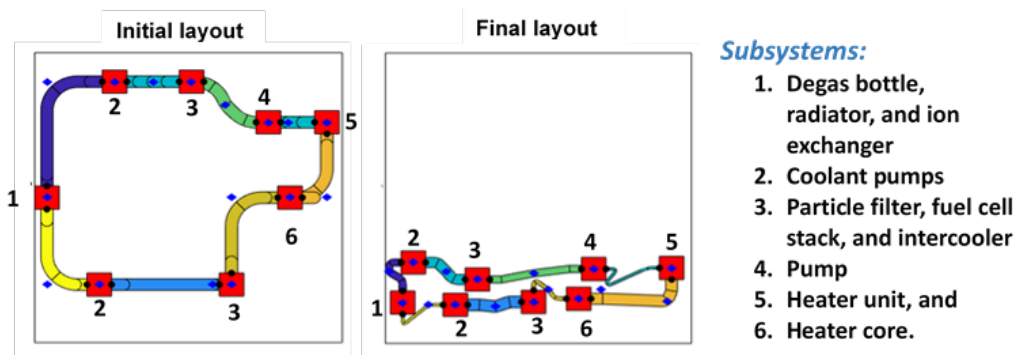 Initial layout
Final layout
2
3
4
5
1
6
2
3
2
3
4
5
1
2
3
6
Subsystems:
1. Degas bottle,
radiator, and ion
exchanger
2. Coolant pumps
3. Particle filter, fuel cell
stack, and intercooler
4. Pump
5. Heater unit, and
6. Heater core.